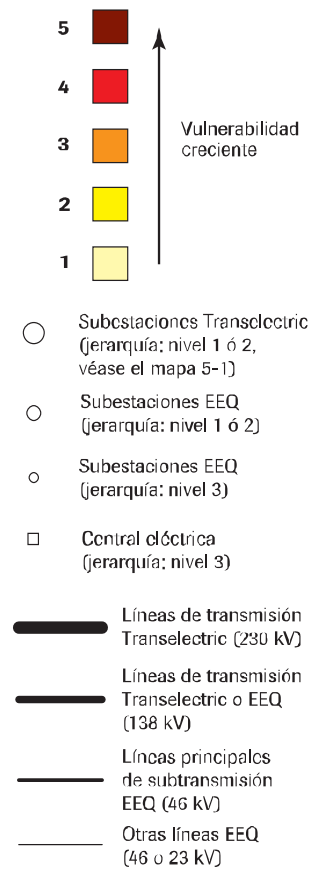 5
4
3
2
1
Vulnerabilidad
creciente
Subestaciones Transelectric
(jerarquía: nivel 1 ó 2,
véase el mapa 5-1)
Subestaciones EEQ
(jerarquía: nivel 1 ó 2)
Subestaciones EEQ
(jerarquía: nivel 3)
Central eléctrica
(jerarquía: nivel 3)
Líneas de transmisión
Transelectric (230 kV)
Líneas de transmisión
Transelectric o EEQ
(138 kV)
Líneas principales
de subtransmisión
EEQ (46 kV)
Otras líneas EEQ
(46 o 23 kV)